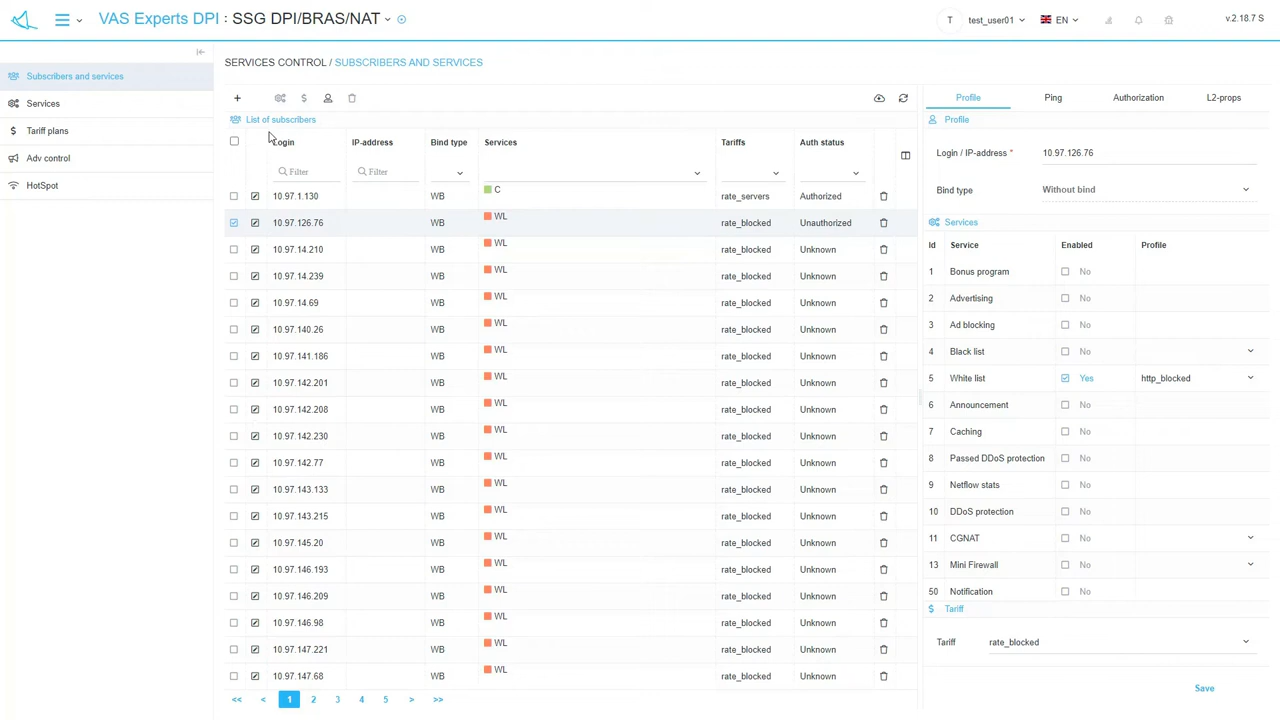 VAS Experts DPI : SSG DPI/BRAS/NAT
T test_user01 EN v.2.18.7 S
Subscribers and services
Services
Tariff plans
Adv control
HotSpot
SERVICES CONTROL / SUBSCRIBERS AND SERVICES
List of subscribers
Login IP-address Bind type Services Tariffs Auth status
Filter Filter
10.97.1.130 WB C rate_servers Authorized
10.97.126.76 WB WL rate_blocked Unauthorized
10.97.14.210 WB WL rate_blocked Unknown
10.97.14.239 WB WL rate_blocked Unknown
10.97.14.69 WB WL rate_blocked Unknown
10.97.140.26 WB WL rate_blocked Unknown
10.97.141.186 WB WL rate_blocked Unknown
10.97.142.201 WB WL rate_blocked Unknown
10.97.142.208 WB WL rate_blocked Unknown
10.97.142.230 WB WL rate_blocked Unknown
10.97.142.77 WB WL rate_blocked Unknown
10.97.143.133 WB WL rate_blocked Unknown
10.97.143.215 WB WL rate_blocked Unknown
10.97.145.20 WB WL rate_blocked Unknown
10.97.146.193 WB WL rate_blocked Unknown
10.97.146.209 WB WL rate_blocked Unknown
10.97.146.98 WB WL rate_blocked Unknown
10.97.147.221 WB WL rate_blocked Unknown
10.97.147.68 WB WL rate_blocked Unknown
<< < 1 2 3 4 5 > >>
Profile Ping Authorization L2-props
Profile
Login / IP-address * 10.97.126.76
Bind type Without bind
Services
Id Service Enabled Profile
1 Bonus program No
2 Advertising No
3 Ad blocking No
4 Black list No
5 White list Yes http_blocked
6 Announcement No
7 Caching No
8 Passed DDoS protection No
9 Netflow stats No
10 DDoS protection No
11 CGNAT No
13 Mini Firewall No
50 Notification No
$ Tariff
Tariff rate_blocked
Save